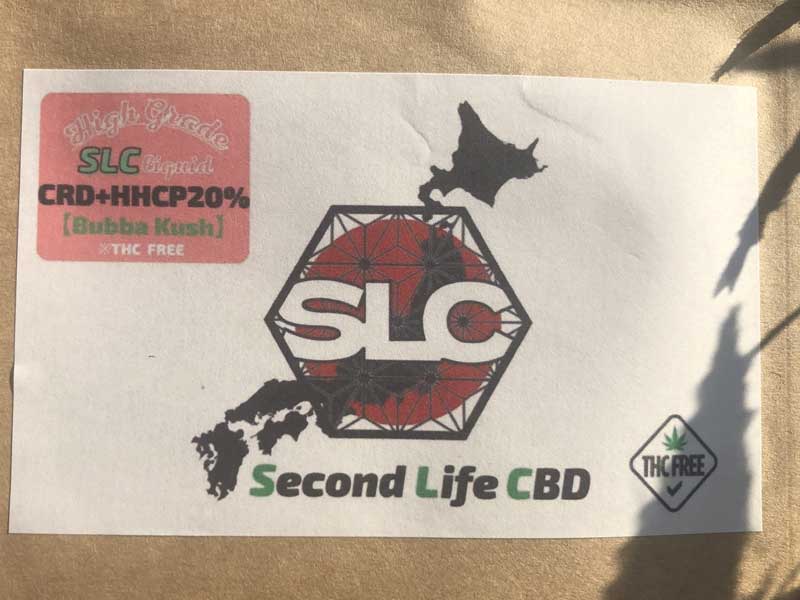 High Grade
SLC liquid
CRD+HHCP20%
【Bubba Kush】
※THC FREE
SLC
Second Life CBD
THC FREE